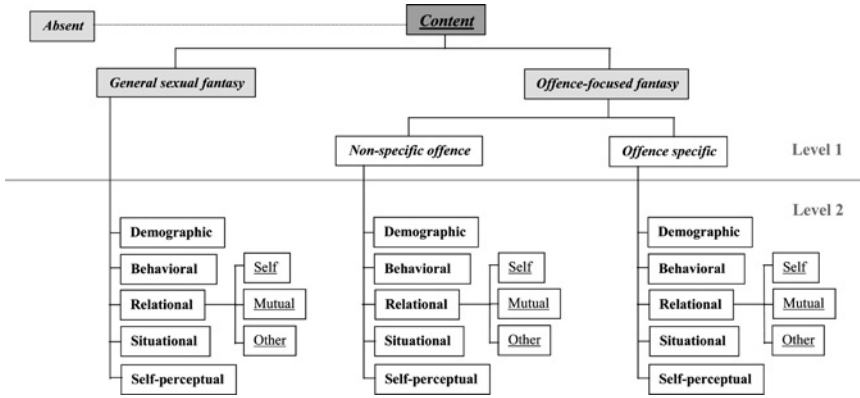 Absent
Content
General sexual fantasy
Offence-focused fantasy
Non-specific offence
Offence specific
Level 1
Level 2
Demographic
Demographic
Demographic
Behavioral
Self
Behavioral
Self
Behavioral
Self
Relational
Mutual
Relational
Mutual
Relational
Mutual
Situational
Other
Situational
Other
Situational
Other
Self-perceptual
Self-perceptual
Self-perceptual